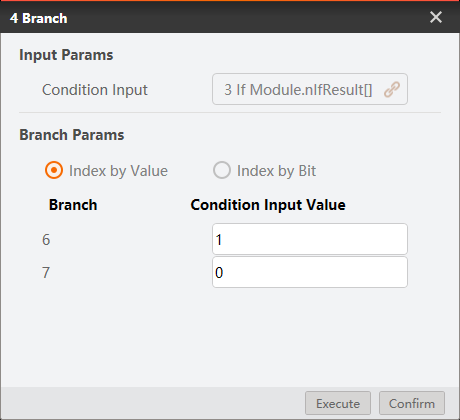 4 Branch
Input Params
Condition Input 3 If Module.nIfResult[]
Branch Params
Index by Value Index by Bit
Branch Condition Input Value
6 1
7 0
Execute Confirm